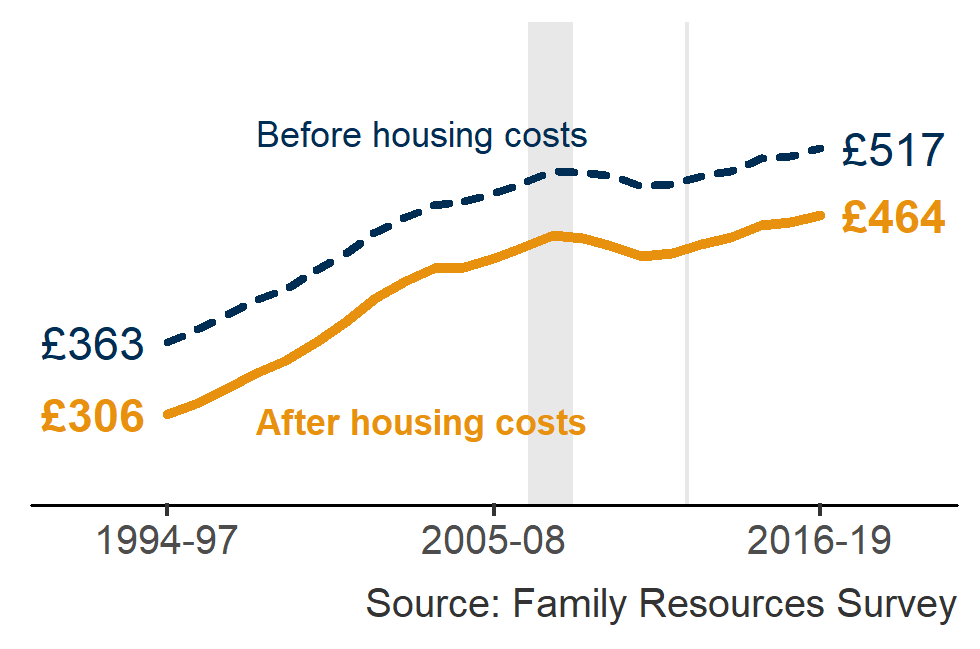 Before housing costs
£517
£464
£363
£306
After housing costs
1994-97 2005-08 2016-19
Source: Family Resources Survey